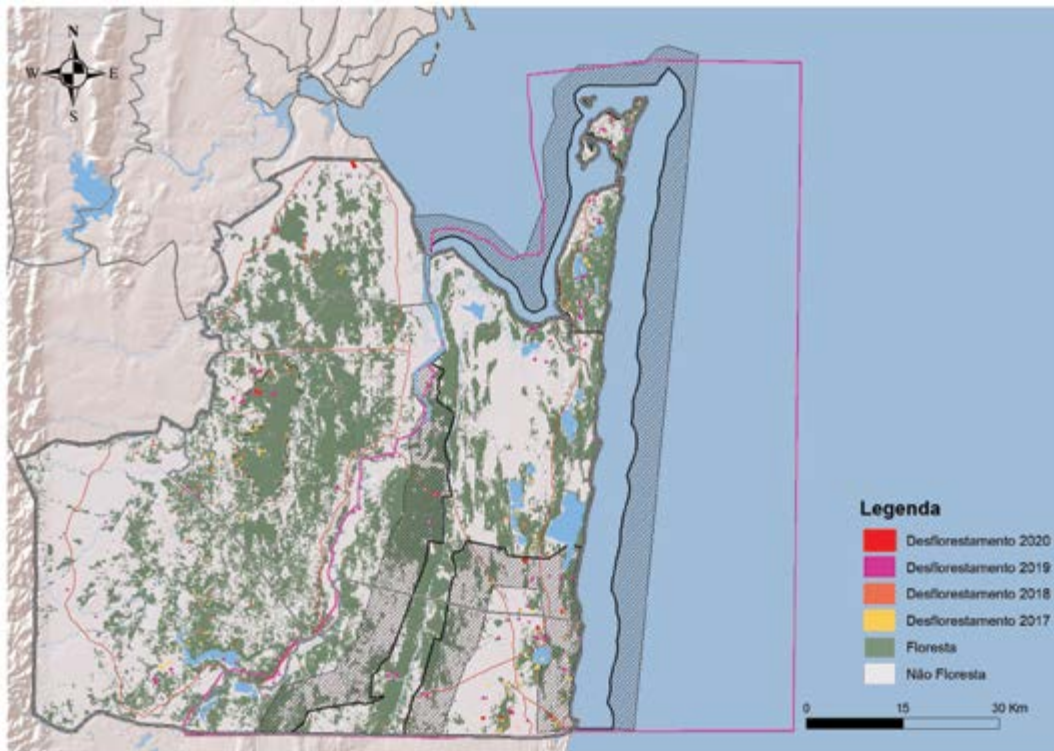 N
W E
S
Legenda
Desflorestamento 2020
Desflorestamento 2019
Desflorestamento 2018
Desflorestamento 2017
Floresta
Não Floresta
0 15 30 Km